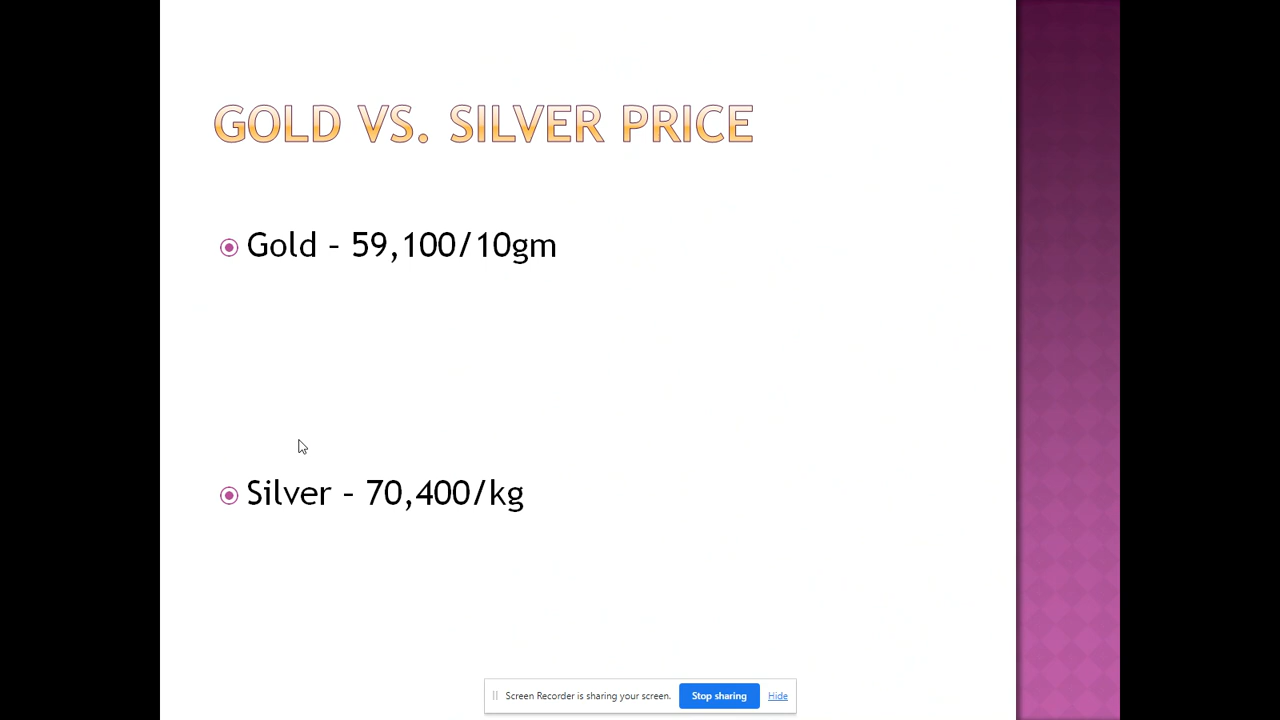 GOLD VS. SILVER PRICE
Gold – 59,100/10gm
Silver – 70,400/kg
Screen Recorder is sharing your screen. Stop sharing Hide